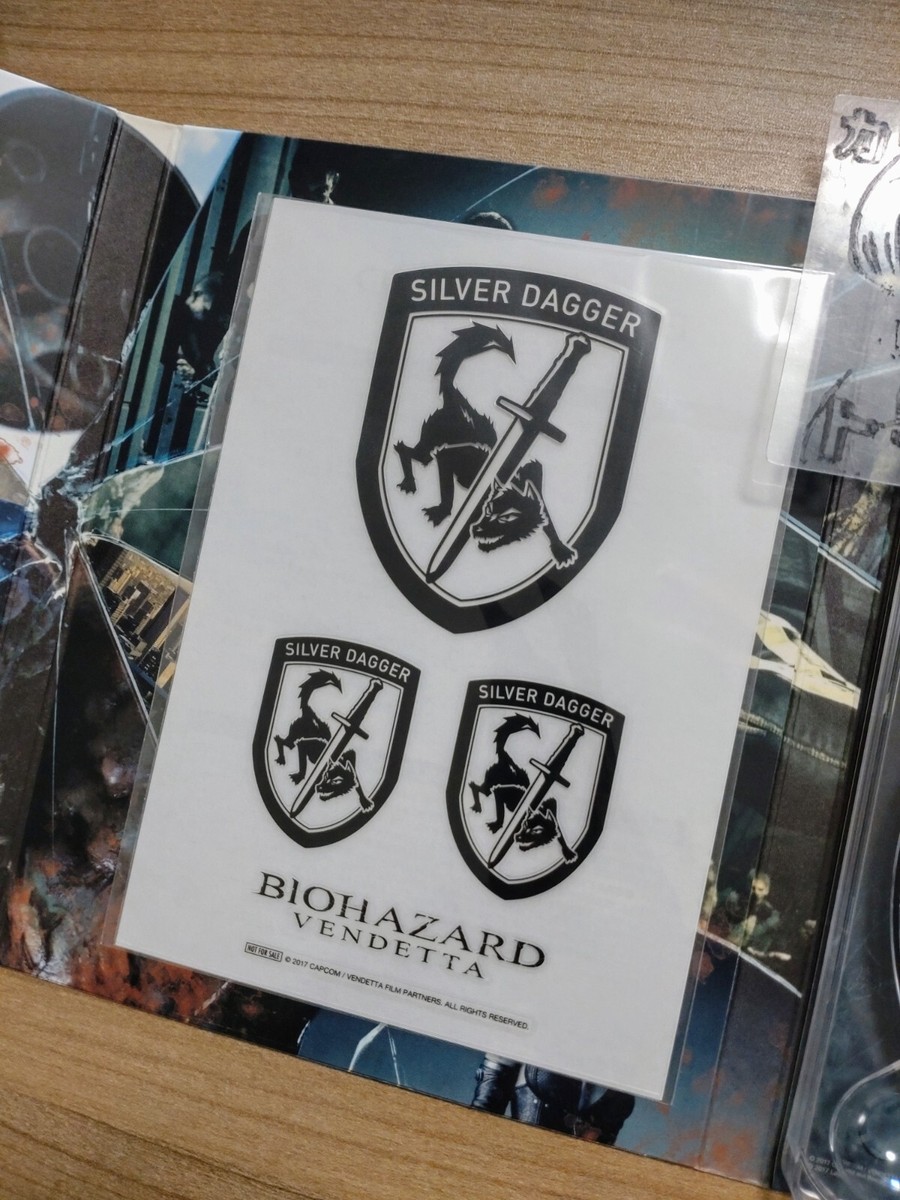 SILVER DAGGER
SILVER DAGGER
SILVER DAGGER
BIOHAZARD
VENDETTA
NOT FOR SALE © 2017 CAPCOM / VENDETTA FILM PARTNERS. ALL RIGHTS RESERVED.